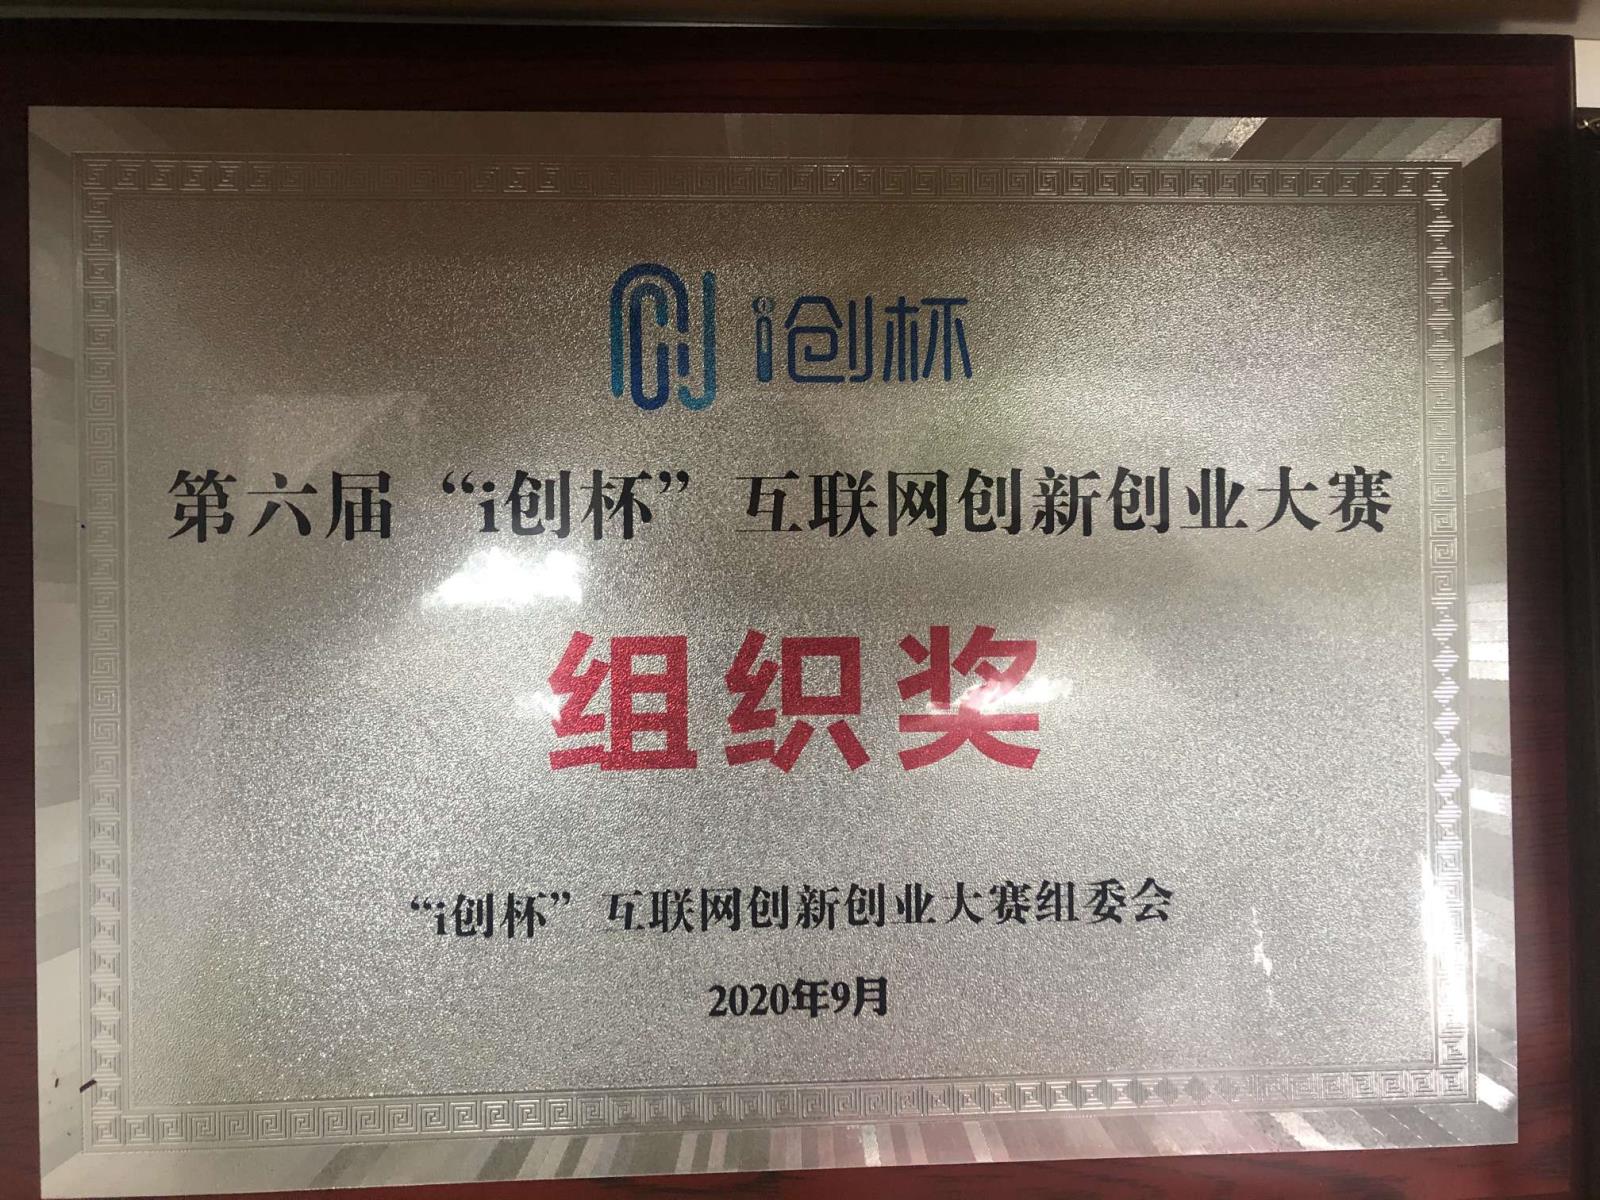 i创杯
第六届“i创杯”互联网创新创业大赛
组织奖
“i创杯”互联网创新创业大赛组委会
2020年9月